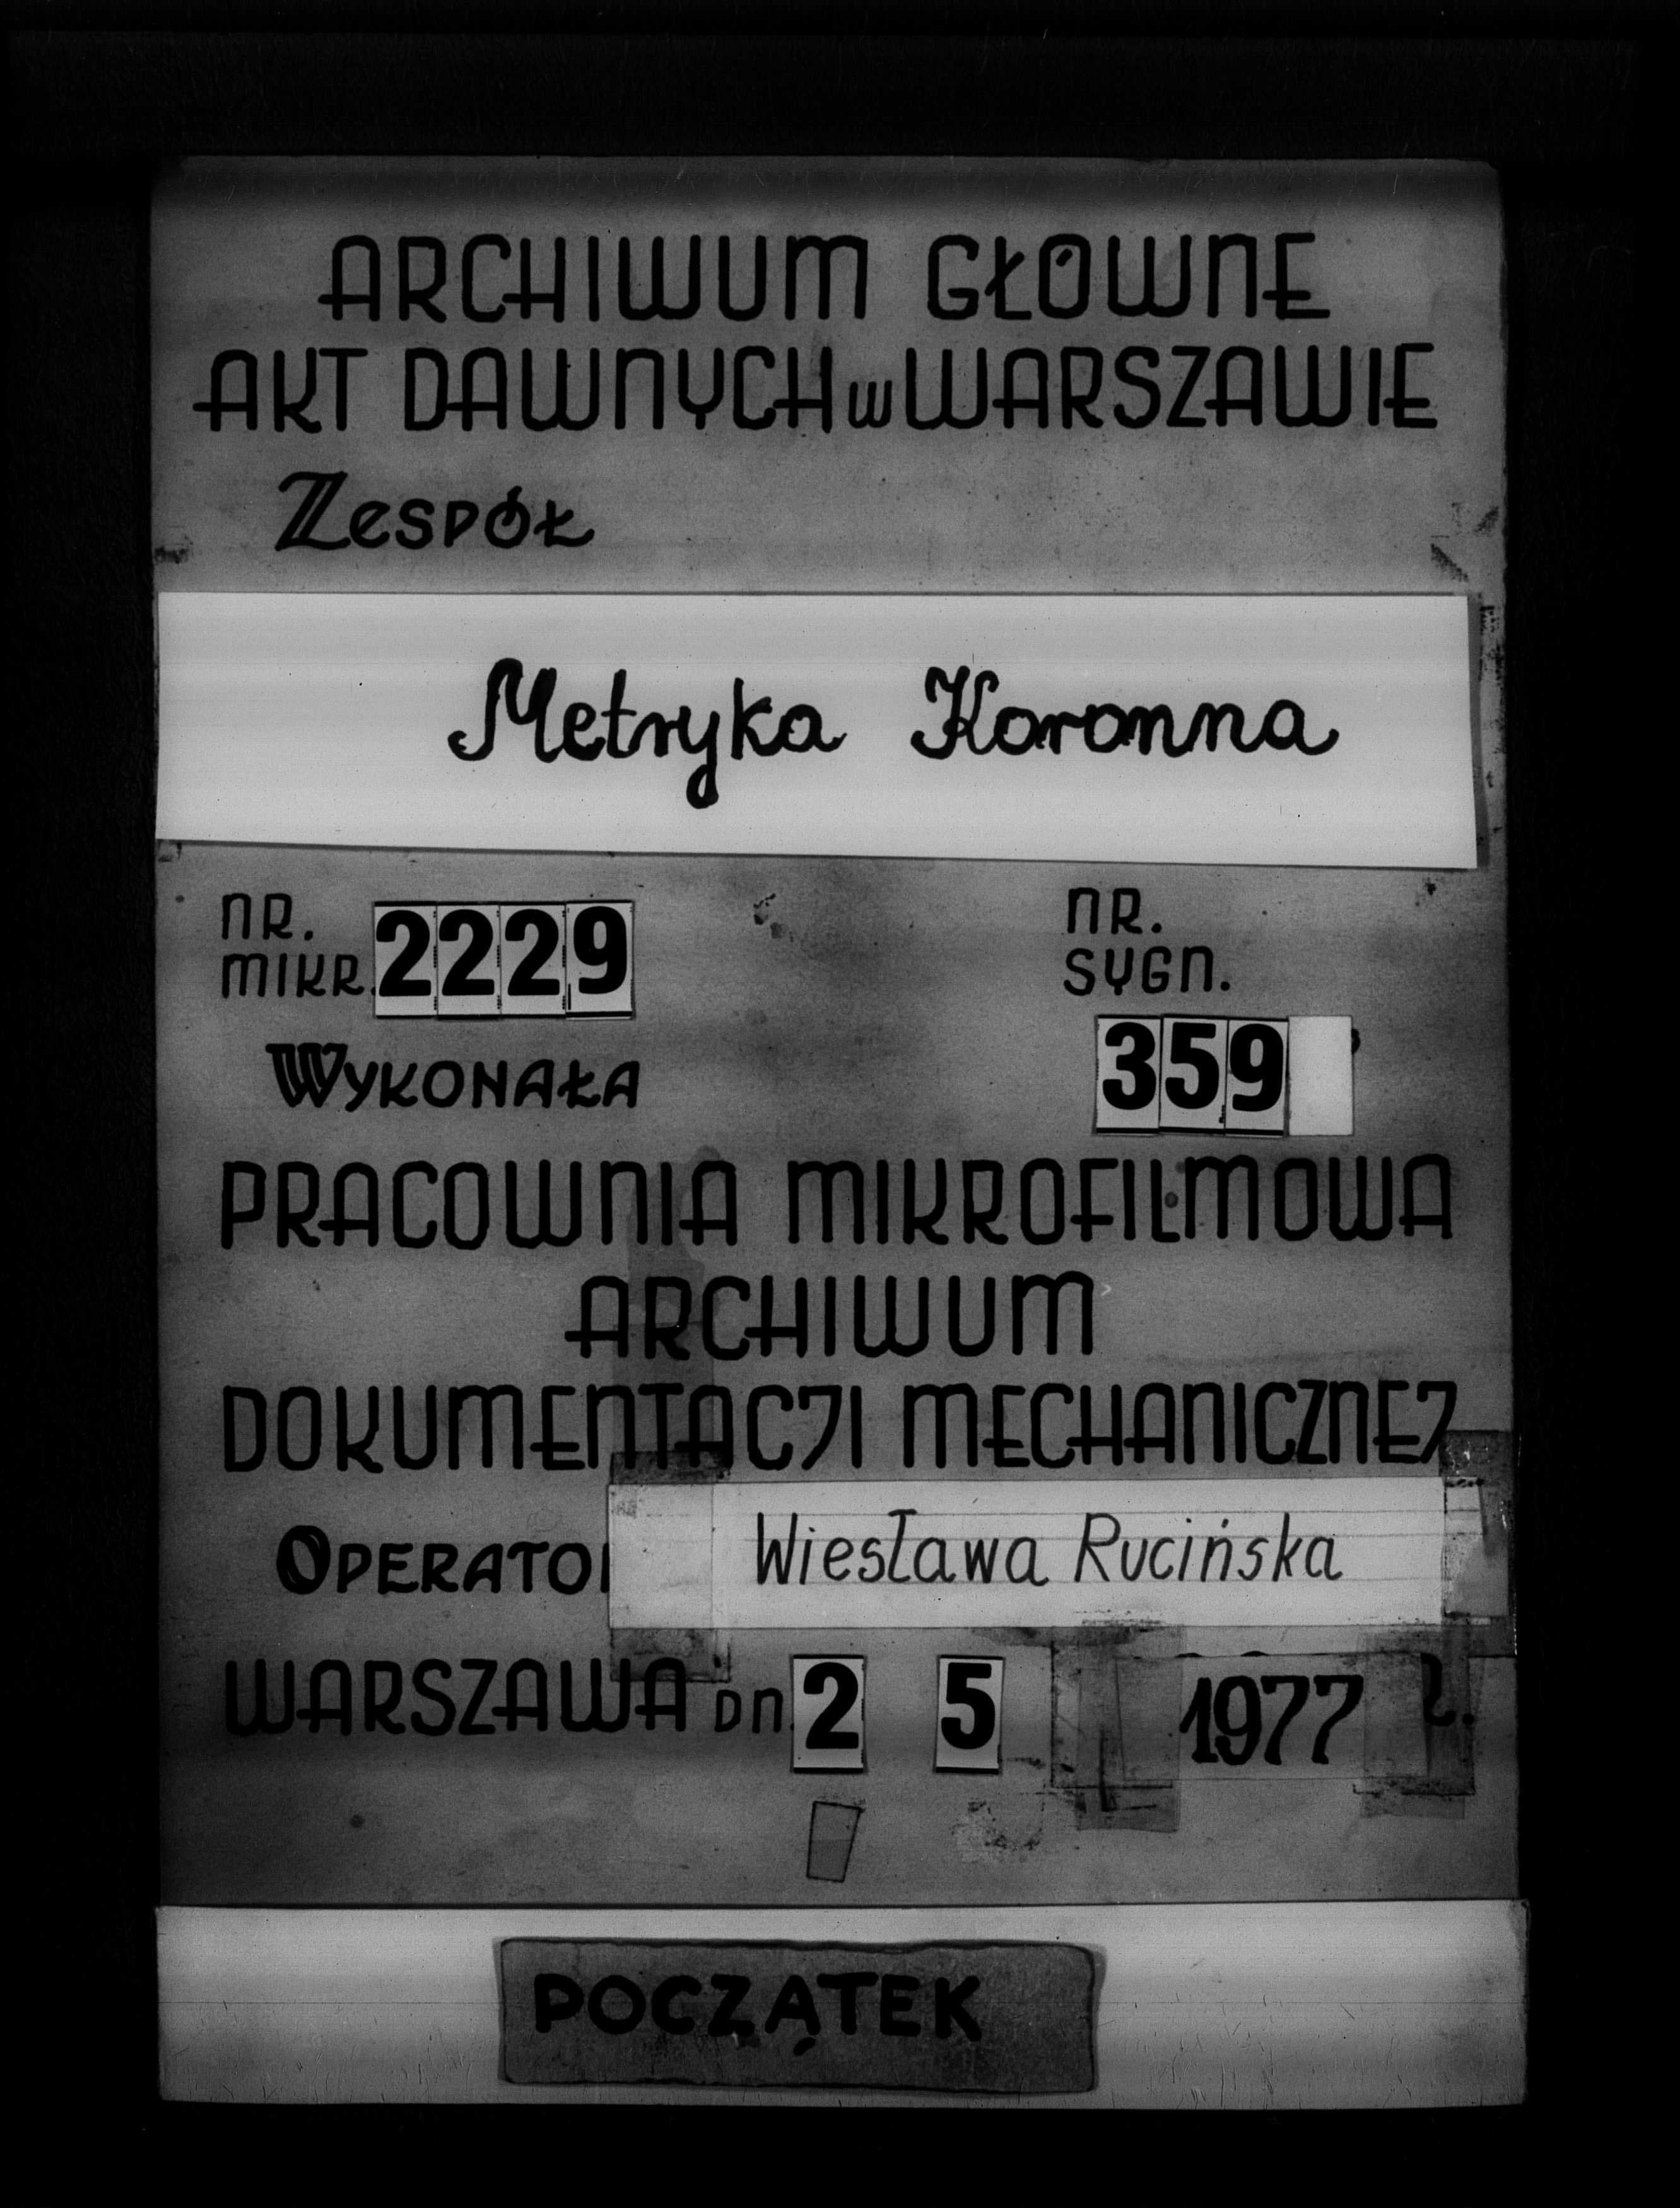 ARCHIWUM GŁÓWNE
AKT DAWNYCH w WARSZAWIE
Zespół
Metryka Koronna
NR. MIKR. 2229
NR. SYGN. 359
WYKONAŁA
PRACOWNIA MIKROFILMOWA
ARCHIWUM
DOKUMENTACJI MECHANICZNEJ
OPERATO Wiesława Rucińska
WARSZAWA DN. 2 5 1977 r.
POCZĄTEK